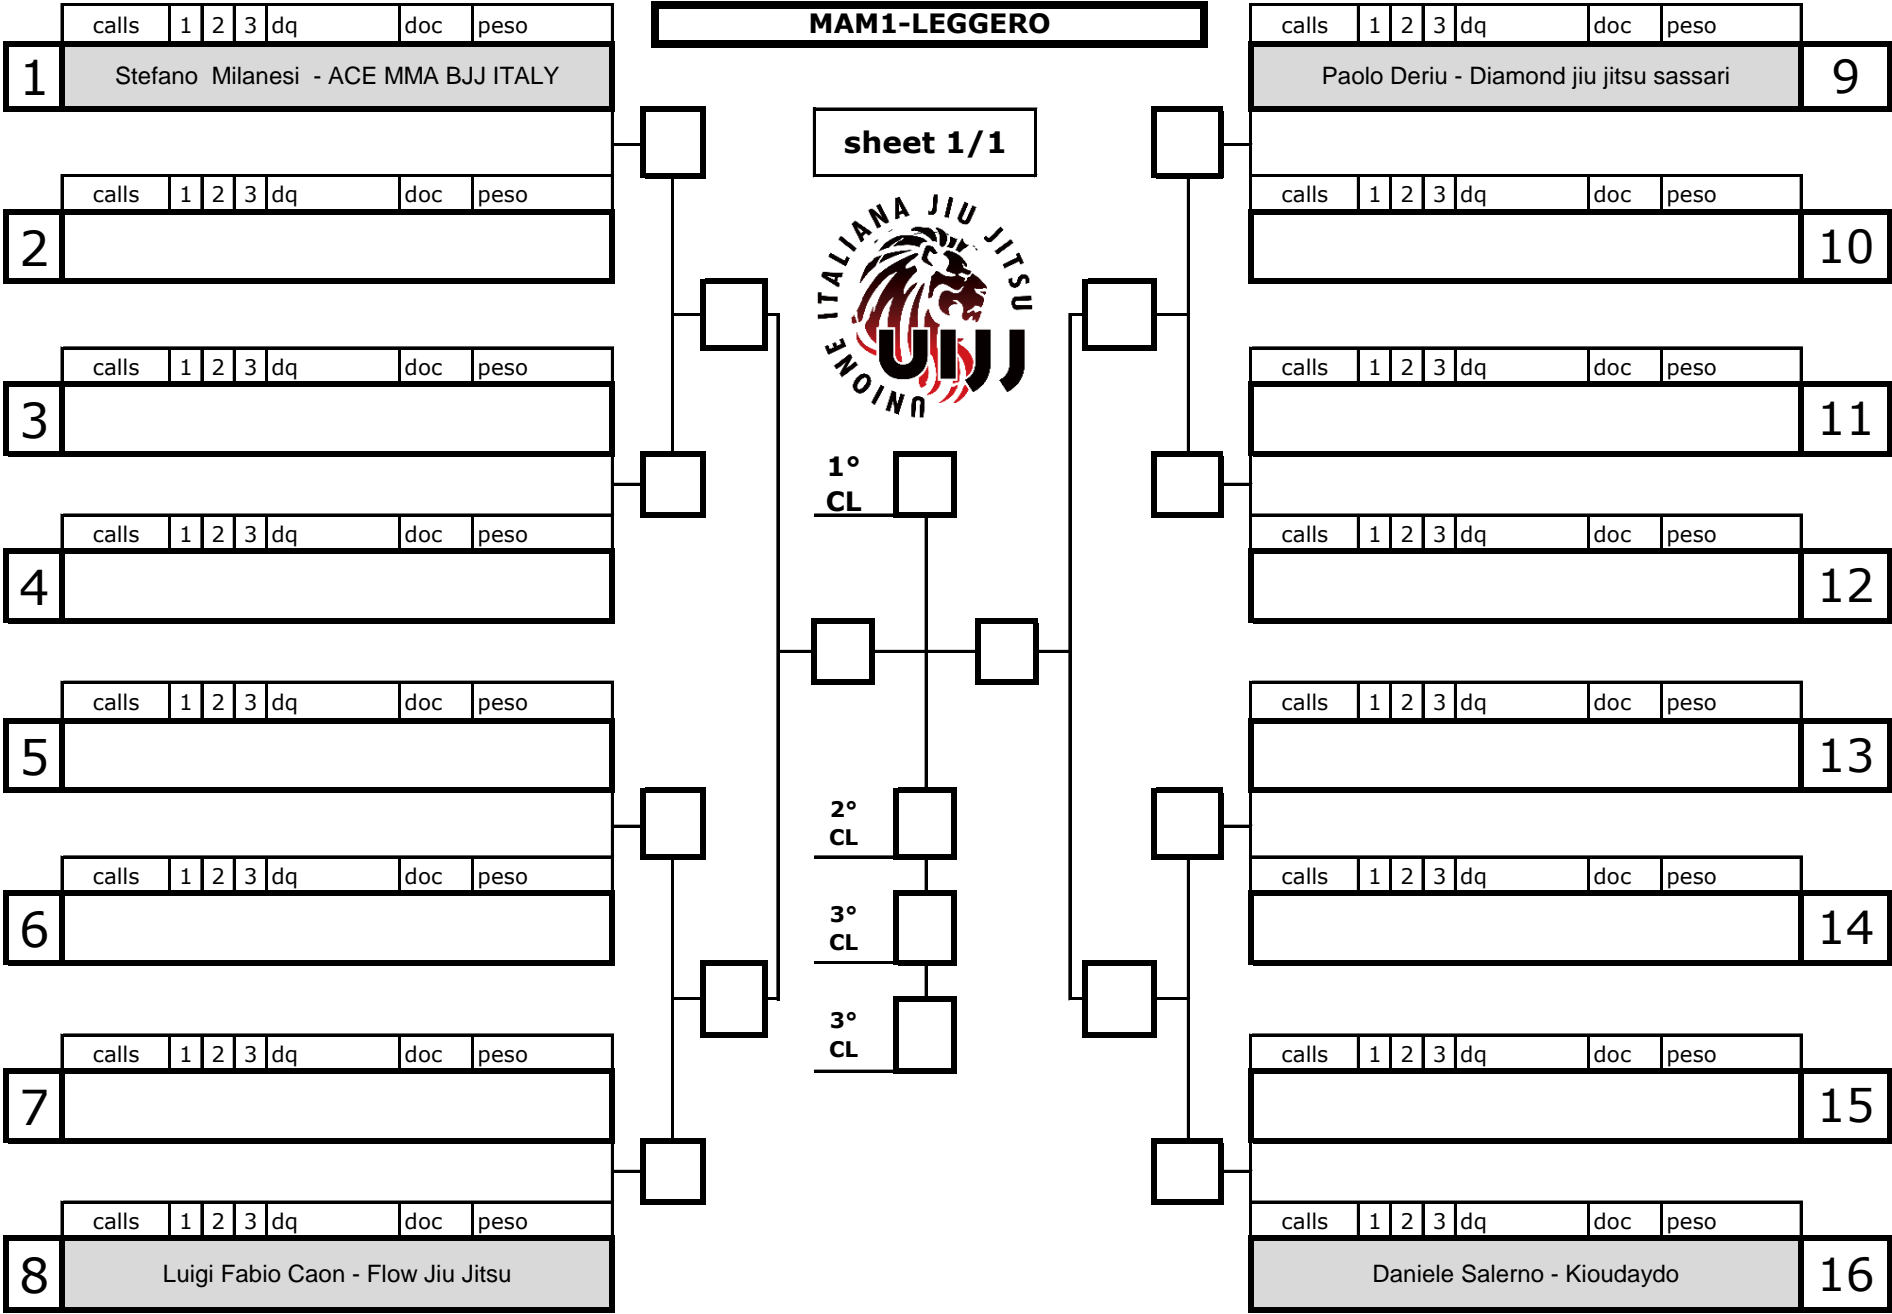 calls 1 2 3 dq doc peso
1 Stefano Milanesi - ACE MMA BJJ ITALY
calls 1 2 3 dq doc peso
2
calls 1 2 3 dq doc peso
3
calls 1 2 3 dq doc peso
4
calls 1 2 3 dq doc peso
5
calls 1 2 3 dq doc peso
6
calls 1 2 3 dq doc peso
7
calls 1 2 3 dq doc peso
8 Luigi Fabio Caon - Flow Jiu Jitsu
MAM1-LEGGERO
sheet 1/1
UNIONE ITALIANA JIU JITSU
UIJJ
1°
CL
2°
CL
3°
CL
3°
CL
calls 1 2 3 dq doc peso
Paolo Deriu - Diamond jiu jitsu sassari 9
calls 1 2 3 dq doc peso
10
calls 1 2 3 dq doc peso
11
calls 1 2 3 dq doc peso
12
calls 1 2 3 dq doc peso
13
calls 1 2 3 dq doc peso
14
calls 1 2 3 dq doc peso
15
calls 1 2 3 dq doc peso
Daniele Salerno - Kioudaydo 16